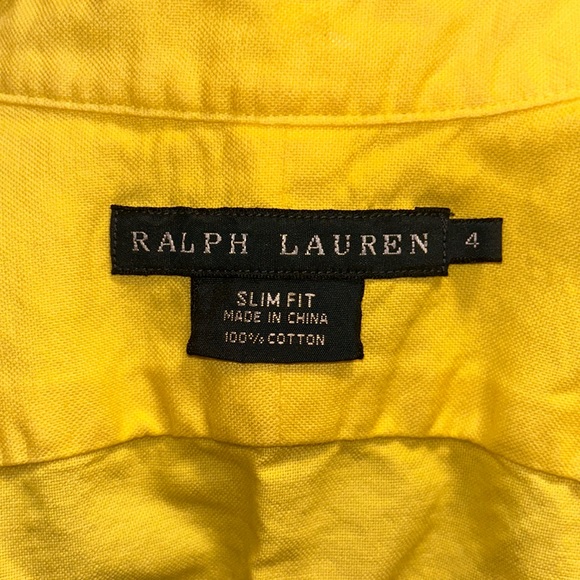 RALPH LAUREN 4
SLIM FIT
MADE IN CHINA
100% COTTON